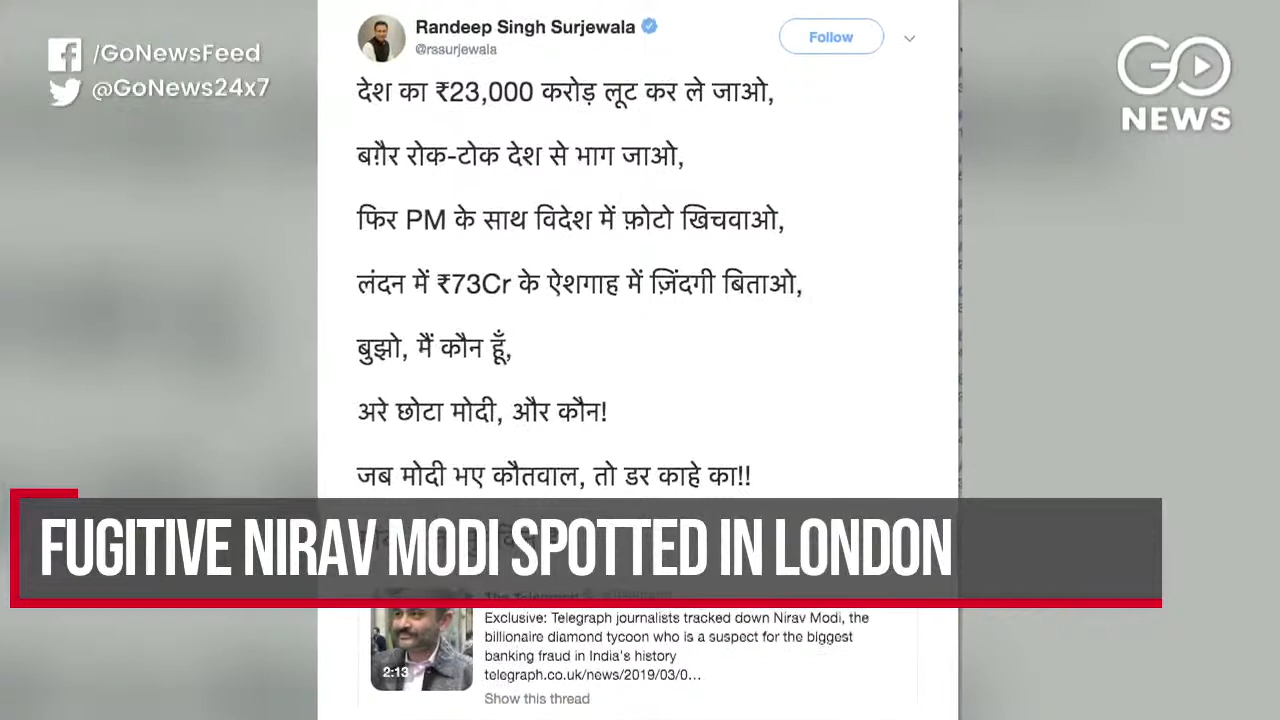 /GoNewsFeed
@GoNews24x7
GO
NEWS
Randeep Singh Surjewala
@rssurjewala
Follow
देश का ₹23,000 करोड़ लूट कर ले जाओ,
बग़ैर रोक-टोक देश से भाग जाओ,
फिर PM के साथ विदेश में फ़ोटो खिचवाओ,
लंदन में ₹73Cr के ऐशगाह में ज़िंदगी बिताओ,
बुझो, मैं कौन हूँ,
अरे छोटा मोदी, और कौन!
जब मोदी भए कौतवाल, तो डर काहे का!!
FUGITIVE NIRAV MODI SPOTTED IN LONDON
Exclusive: Telegraph journalists tracked down Nirav Modi, the
billionaire diamond tycoon who is a suspect for the biggest
banking fraud in India's history
telegraph.co.uk/news/2019/03/0...
2:13
Show this thread